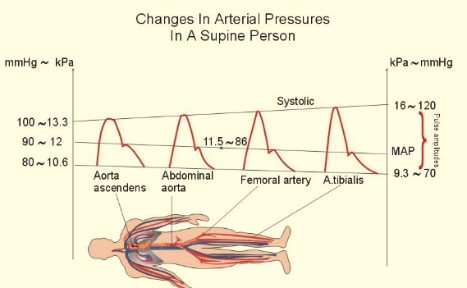 Changes In Arterial Pressures
In A Supine Person
mmHg ~ kPa
kPa~mmHg
Systolic
16~120
100 ~13.3
Pulse amplitudes
90 ~ 12
11.5~86
MAP
80~10.6
9.3 ~70
Aorta
ascendens
Abdominal
aorta
Femoral artery
A.tibialis